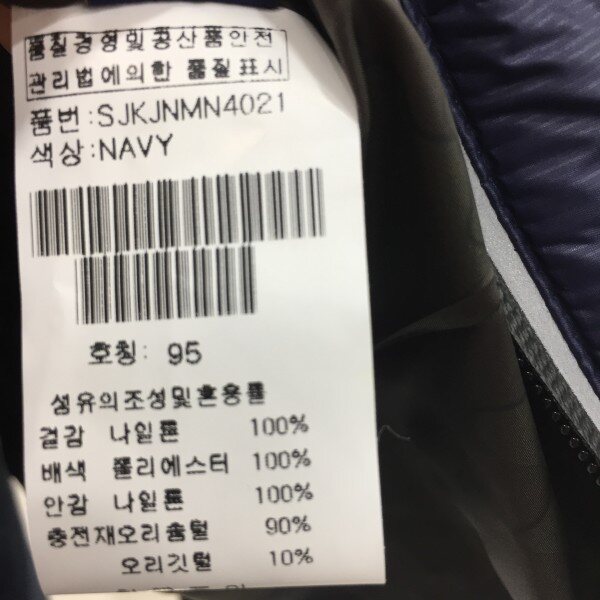 품질경영및공산품안전
관리법에의한 품질표시
품번:SJKJNMN4021
색상:NAVY
호칭: 95
섬유의조성및혼용률
겉감 나일론 100%
배색 폴리에스터 100%
안감 나일론 100%
충전재오리솜털 90%
오리깃털 10%